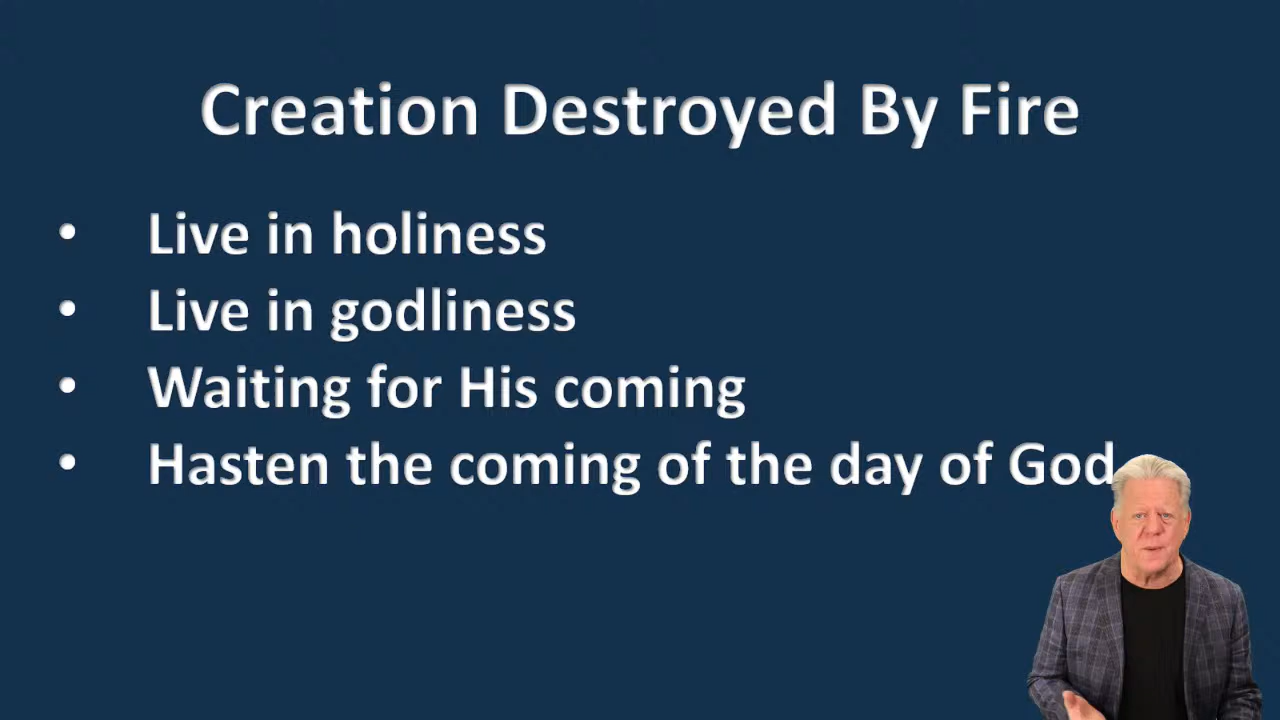 Creation Destroyed By Fire
• Live in holiness
• Live in godliness
• Waiting for His coming
• Hasten the coming of the day of God